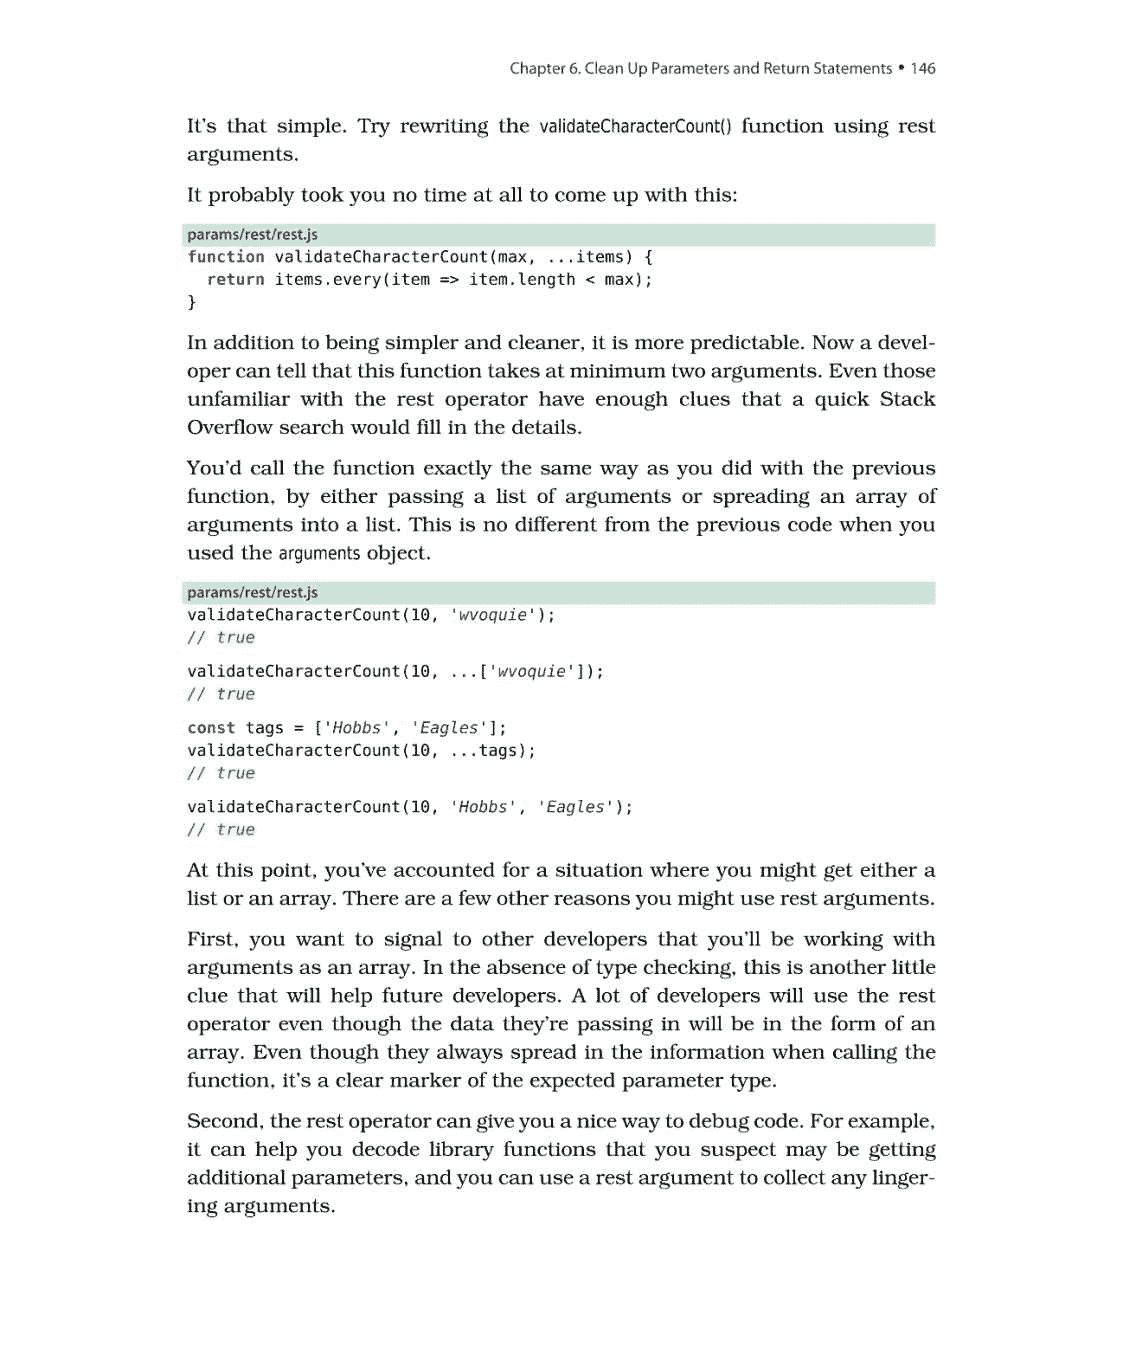 Chapter 6. Clean Up Parameters and Return Statements • 146
It's that simple. Try rewriting the validateCharacterCount() function using rest
arguments.
It probably took you no time at all to come up with this:
params/rest/rest.js
function validateCharacterCount(max, ...items) {
  return items.every(item => item.length < max);
}
In addition to being simpler and cleaner, it is more predictable. Now a devel-
oper can tell that this function takes at minimum two arguments. Even those
unfamiliar with the rest operator have enough clues that a quick Stack
Overflow search would fill in the details.
You'd call the function exactly the same way as you did with the previous
function, by either passing a list of arguments or spreading an array of
arguments into a list. This is no different from the previous code when you
used the arguments object.
params/rest/rest.js
validateCharacterCount(10, 'wvoquie');
// true
validateCharacterCount(10, ...['wvoquie']);
// true
const tags = ['Hobbs', 'Eagles'];
validateCharacterCount(10, ...tags);
// true
validateCharacterCount(10, 'Hobbs', 'Eagles');
// true
At this point, you've accounted for a situation where you might get either a
list or an array. There are a few other reasons you might use rest arguments.
First, you want to signal to other developers that you'll be working with
arguments as an array. In the absence of type checking, this is another little
clue that will help future developers. A lot of developers will use the rest
operator even though the data they're passing in will be in the form of an
array. Even though they always spread in the information when calling the
function, it's a clear marker of the expected parameter type.
Second, the rest operator can give you a nice way to debug code. For example,
it can help you decode library functions that you suspect may be getting
additional parameters, and you can use a rest argument to collect any linger-
ing arguments.